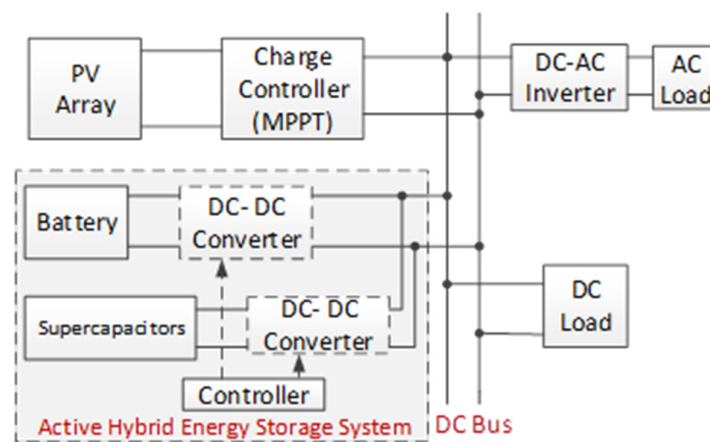 PV
Array
Charge
Controller
(MPPT)
DC-AC
Inverter
AC
Load
Battery
DC- DC
Converter
Supercapacitors
DC- DC
Converter
DC
Load
Controller
Active Hybrid Energy Storage System
DC Bus